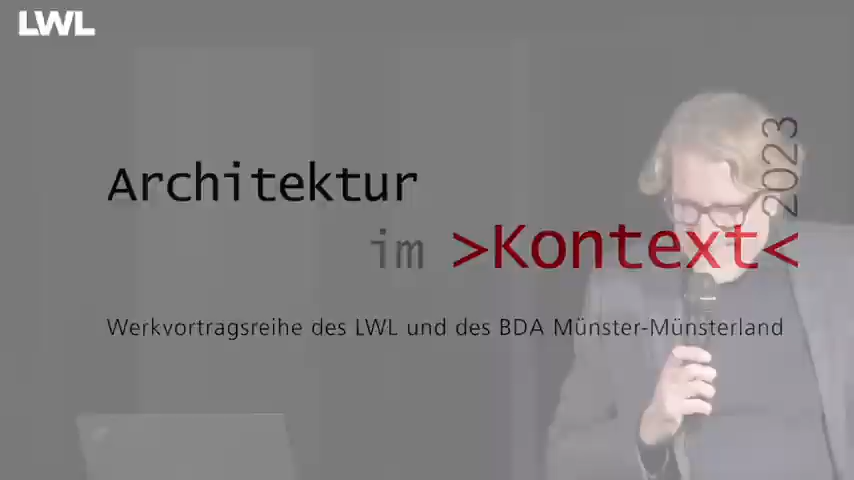 LWL
Architektur
im >Kontext<
2023
Werkvortragsreihe des LWL und des BDA Münster-Münsterland